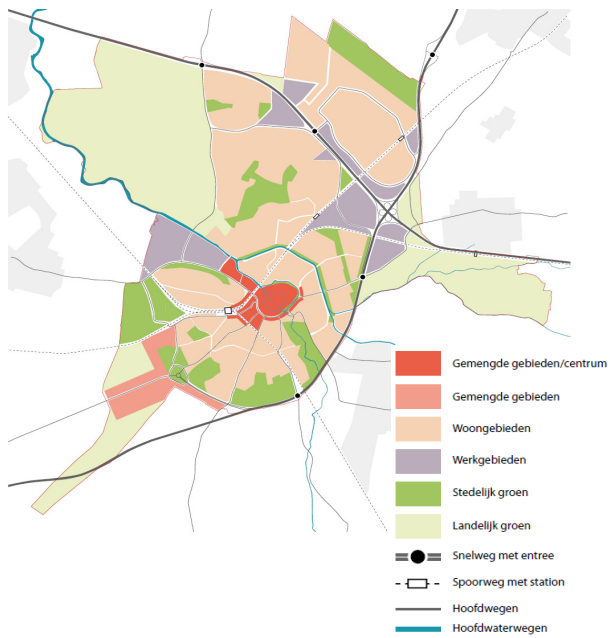 Gemengde gebieden/centrum
Gemengde gebieden
Woongebieden
Werkgebieden
Stedelijk groen
Landelijk groen
Snelweg met entree
Spoorweg met station
Hoofdwegen
Hoofdwaterwegen